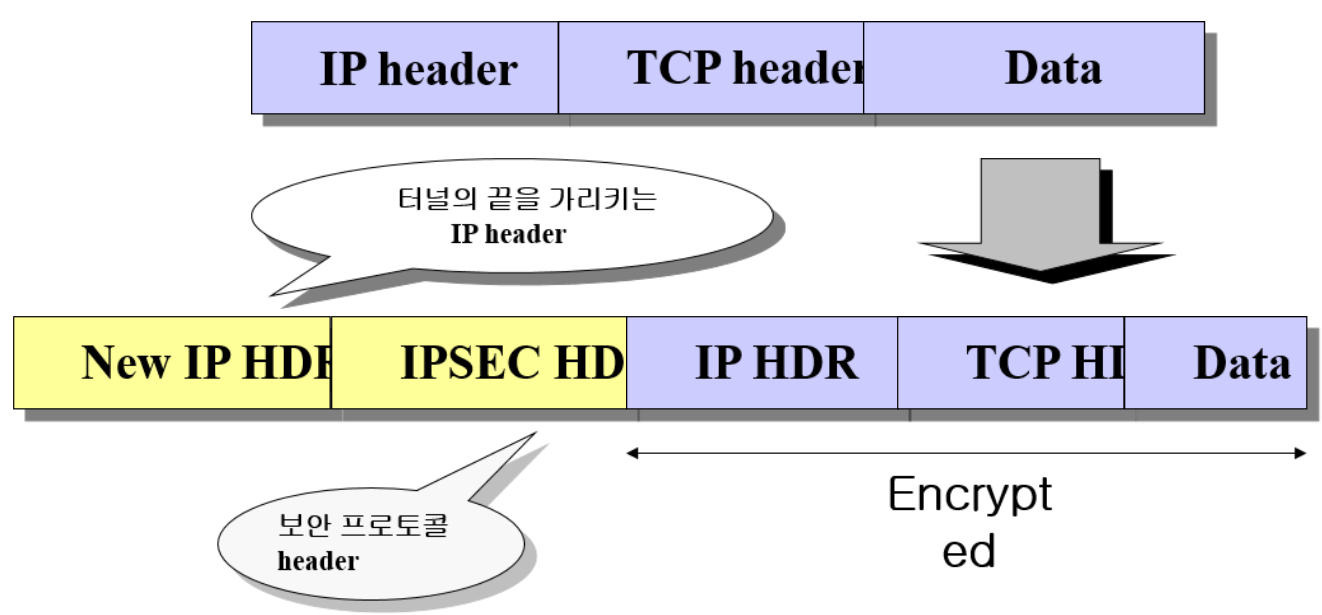 IP header TCP header Data
터널의 끝을 가리키는
IP header
New IP HDR IPSEC HD IP HDR TCP HD Data
보안 프로토콜
header
Encrypt
ed